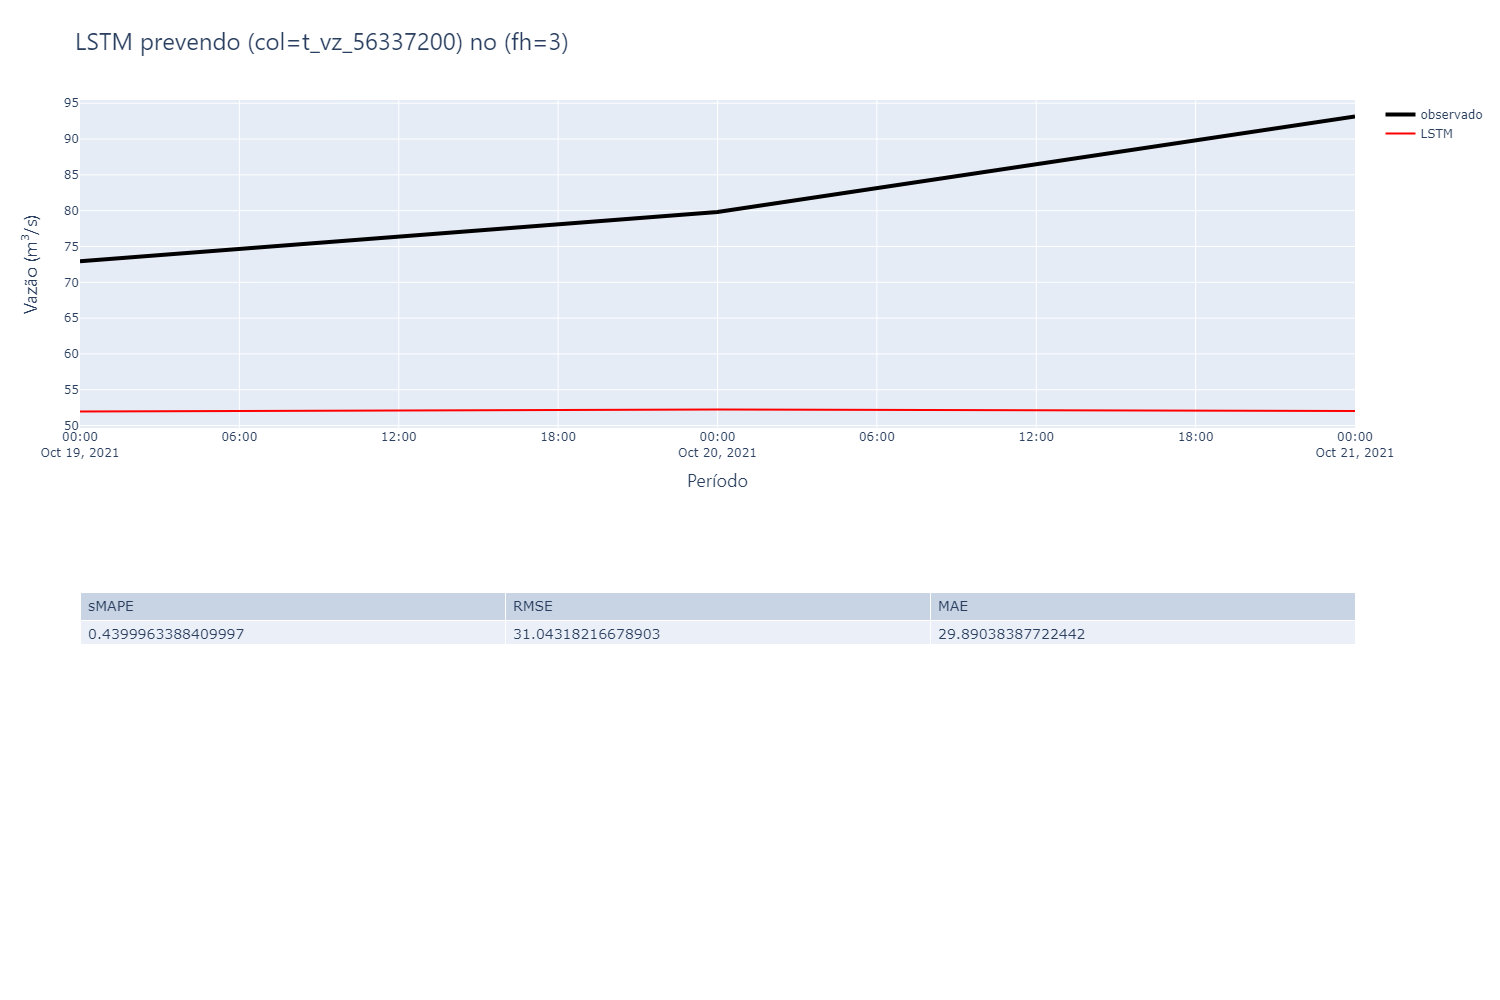 LSTM prevendo (col=t_vz_56337200) no (fh=3)
95
90
85
80
75
70
65
60
55
50
Vazão (m³/s)
observado
LSTM
00:00 06:00 12:00 18:00 00:00 06:00 12:00 18:00 00:00
Oct 19, 2021 Oct 20, 2021 Oct 21, 2021
Período
sMAPE RMSE MAE
0.4399963388409997 31.04318216678903 29.89038387722442